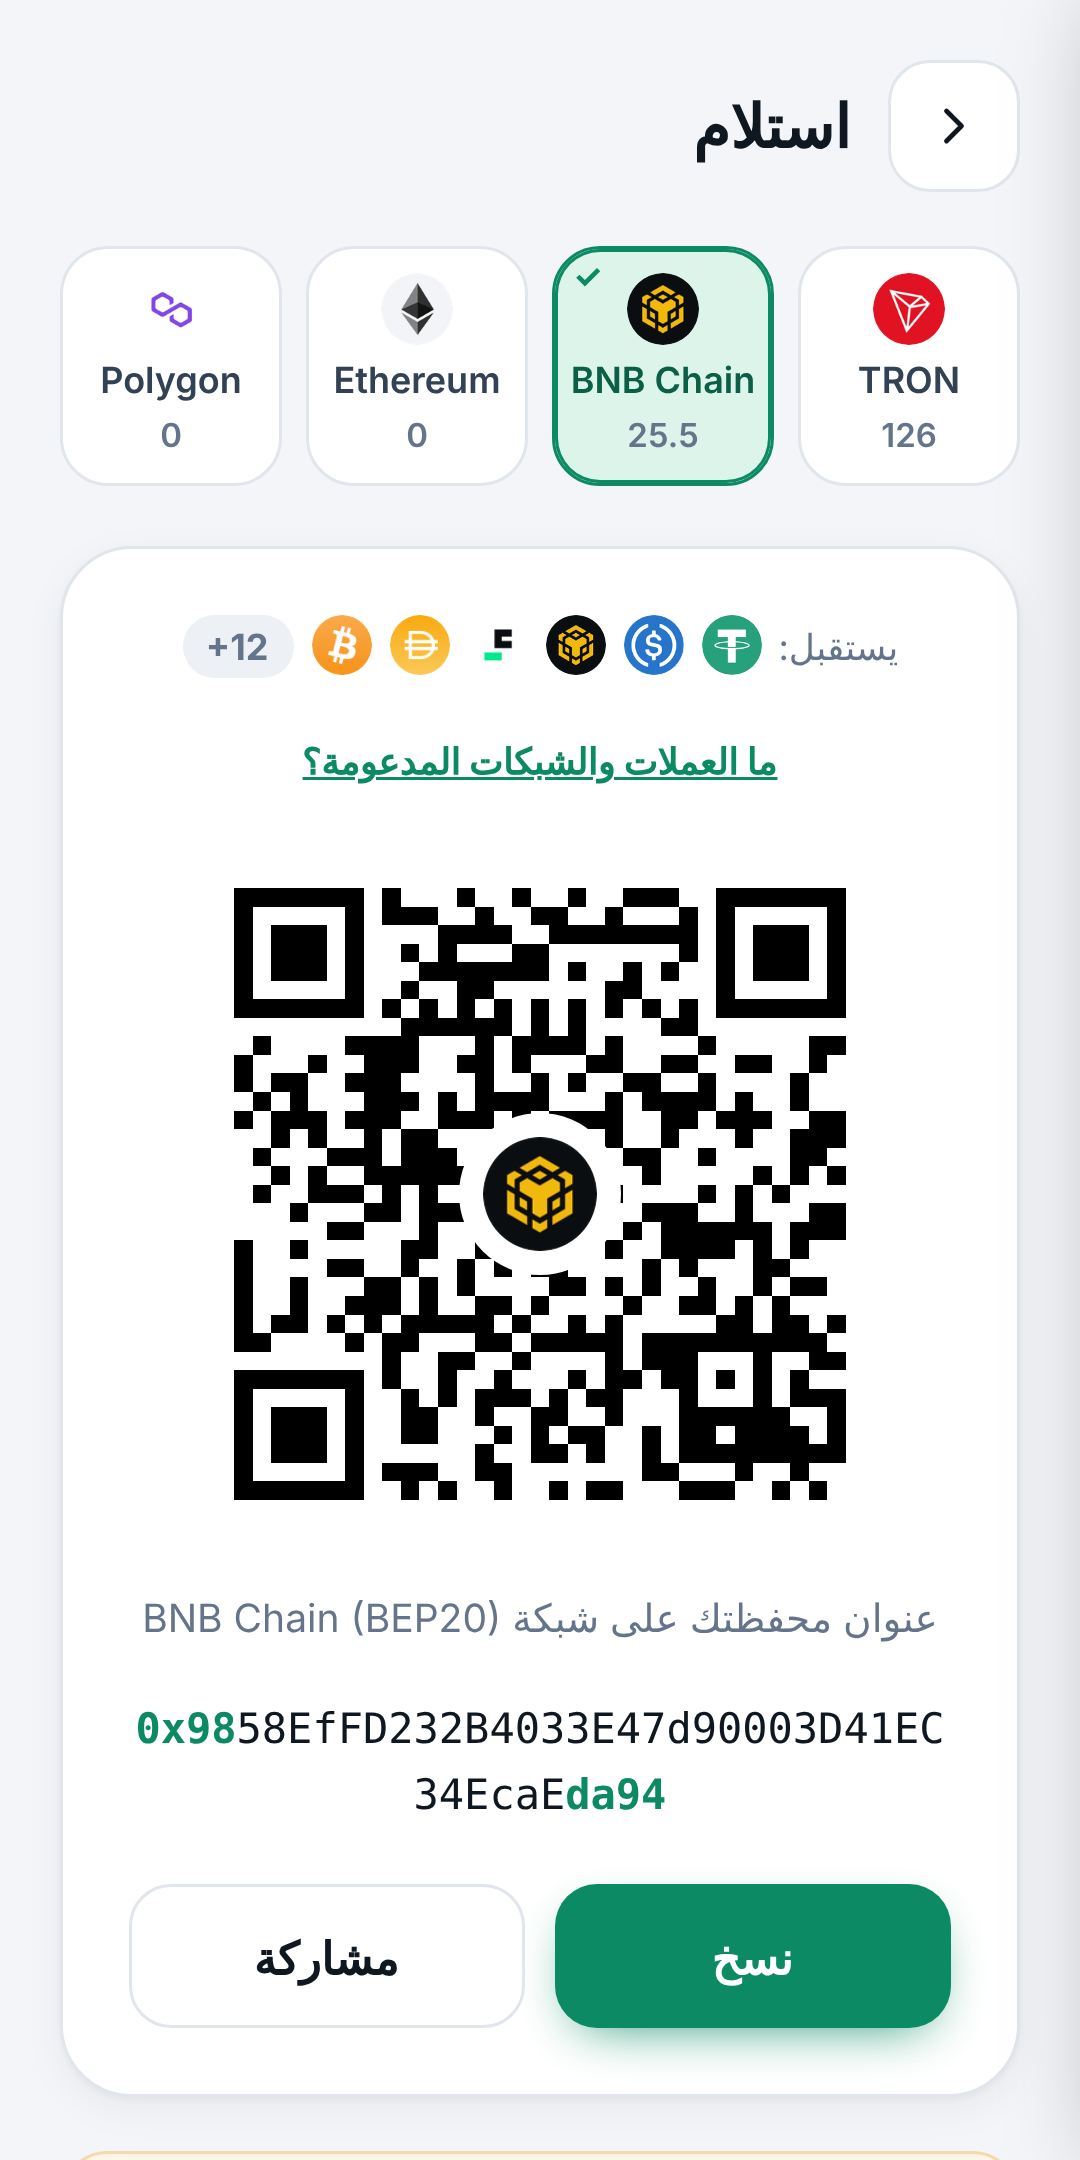 استلام
TRON
126
BNB Chain
25.5
Ethereum
0
Polygon
0
يستقبل:
+12
ما العملات والشبكات المدعومة؟
عنوان محفظتك على شبكة BNB Chain (BEP20)
0x9858EfFD232B4033E47d90003D41EC
34EcaEda94
نسخ
مشاركة